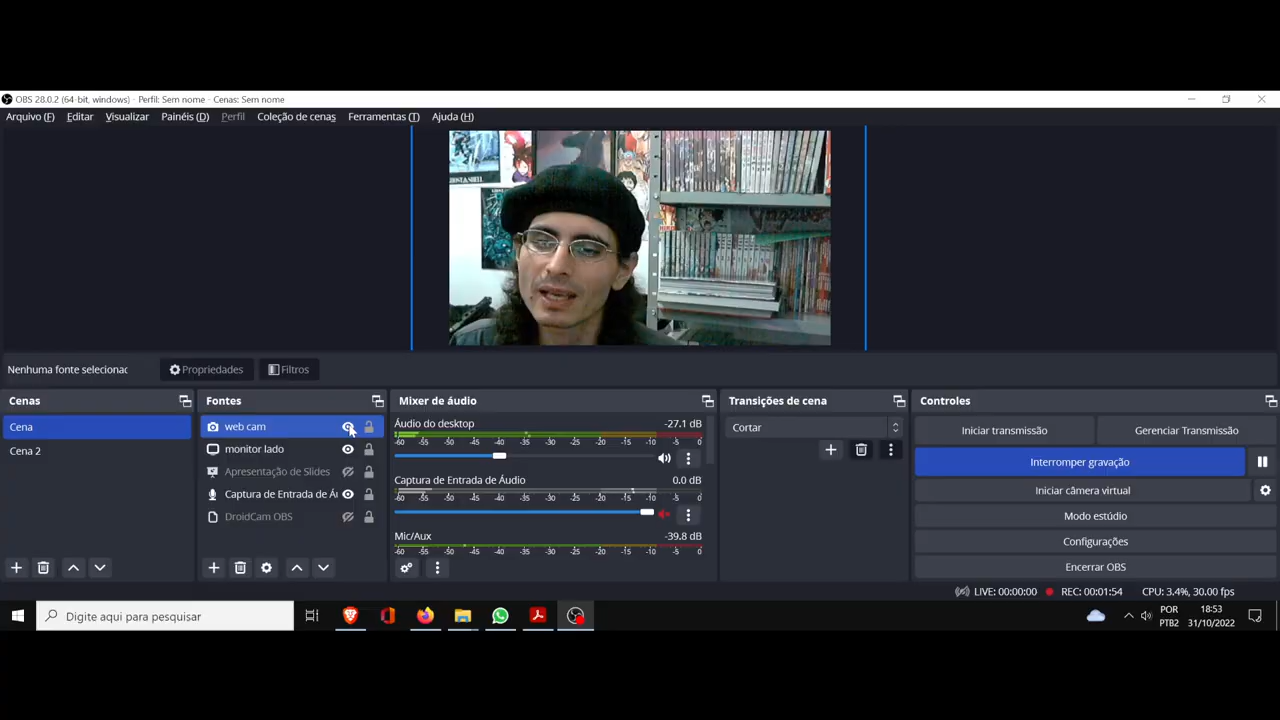 OBS 28.0.2 (64-bit, windows) - Perfil: Sem nome - Cenas: Sem nome
Arquivo (F) Editar Visualizar Painéis (D) Perfil Coleção de cenas Ferramentas (T) Ajuda (H)
Nenhuma fonte selecionac Propriedades Filtros
Cenas
Cena
Cena 2
Fontes
web cam
monitor lado
Apresentação de Slides
Captura de Entrada de Áu
DroidCam OBS
Mixer de áudio
Áudio do desktop -27.1 dB
-60 -55 -50 -45 -40 -35 -30 -25 -20 -15 -10 -5 0
Captura de Entrada de Áudio 0.0 dB
-60 -55 -50 -45 -40 -35 -30 -25 -20 -15 -10 -5 0
Mic/Aux -39.8 dB
-60 -55 -50 -45 -40 -35 -30 -25 -20 -15 -10 -5 0
Transições de cena
Cortar
Controles
Iniciar transmissão Gerenciar Transmissão
Interromper gravação
Iniciar câmera virtual
Modo estúdio
Configurações
Encerrar OBS
LIVE: 00:00:00 REC: 00:01:54 CPU: 3.4%, 30.00 fps
Digite aqui para pesquisar
POR
PTB2
18:53
31/10/2022